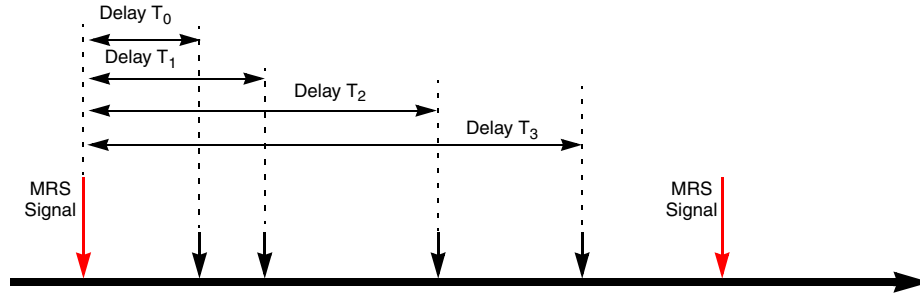 Delay T0
Delay T1
Delay T2
Delay T3
MRS
Signal
MRS
Signal